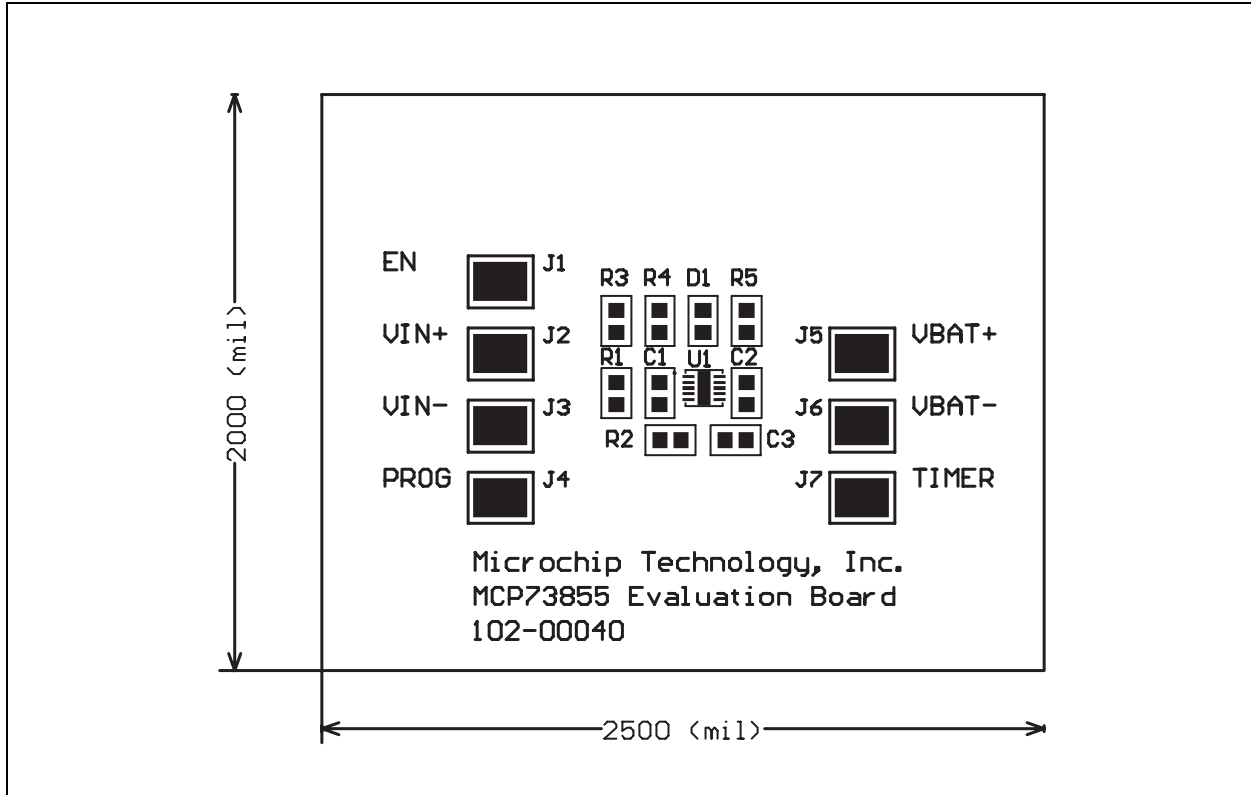 EN J1
R3 R4 D1 R5
VIN+ J2
J5 VBAT+
R1 C1 U1 C2
VIN- J3
J6 VBAT-
R2 C3
PROG J4
J7 TIMER
2000 (mil)
Microchip Technology, Inc.
MCP73855 Evaluation Board
102-00040
2500 (mil)